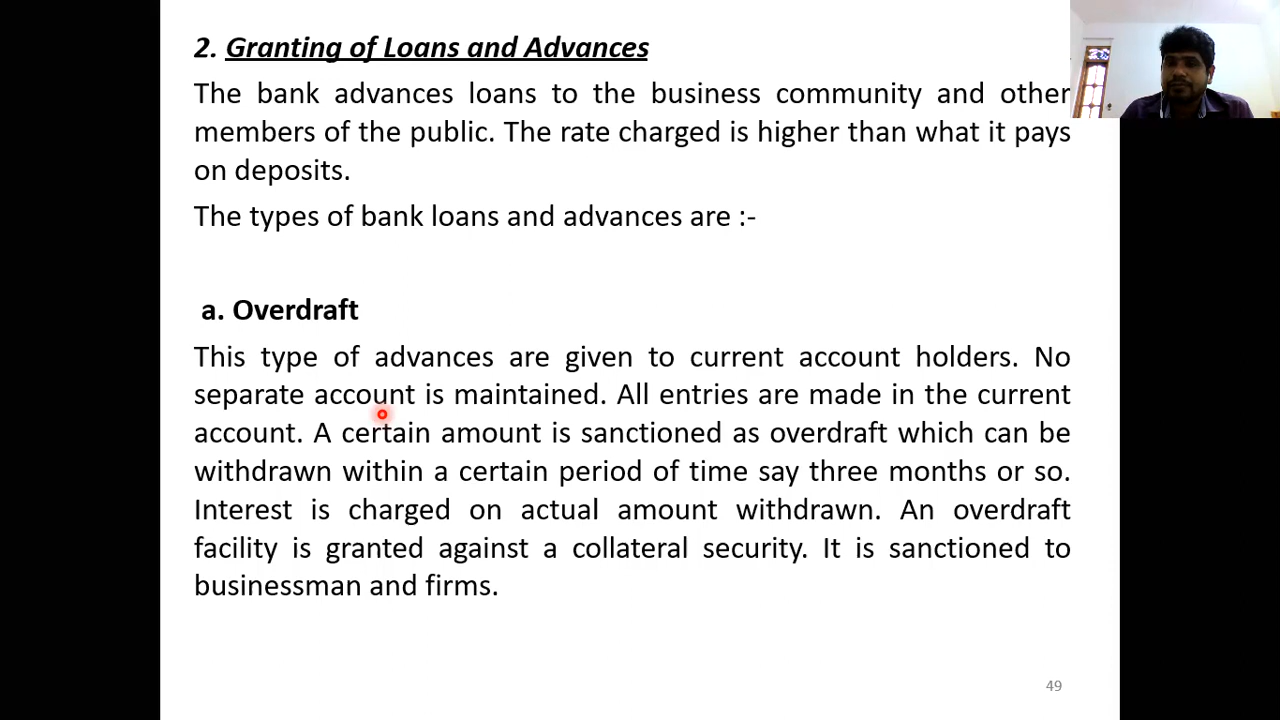 2. Granting of Loans and Advances
The bank advances loans to the business community and other
members of the public. The rate charged is higher than what it pays
on deposits.
The types of bank loans and advances are :-
a. Overdraft
This type of advances are given to current account holders. No
separate account is maintained. All entries are made in the current
account. A certain amount is sanctioned as overdraft which can be
withdrawn within a certain period of time say three months or so.
Interest is charged on actual amount withdrawn. An overdraft
facility is granted against a collateral security. It is sanctioned to
businessman and firms.
49